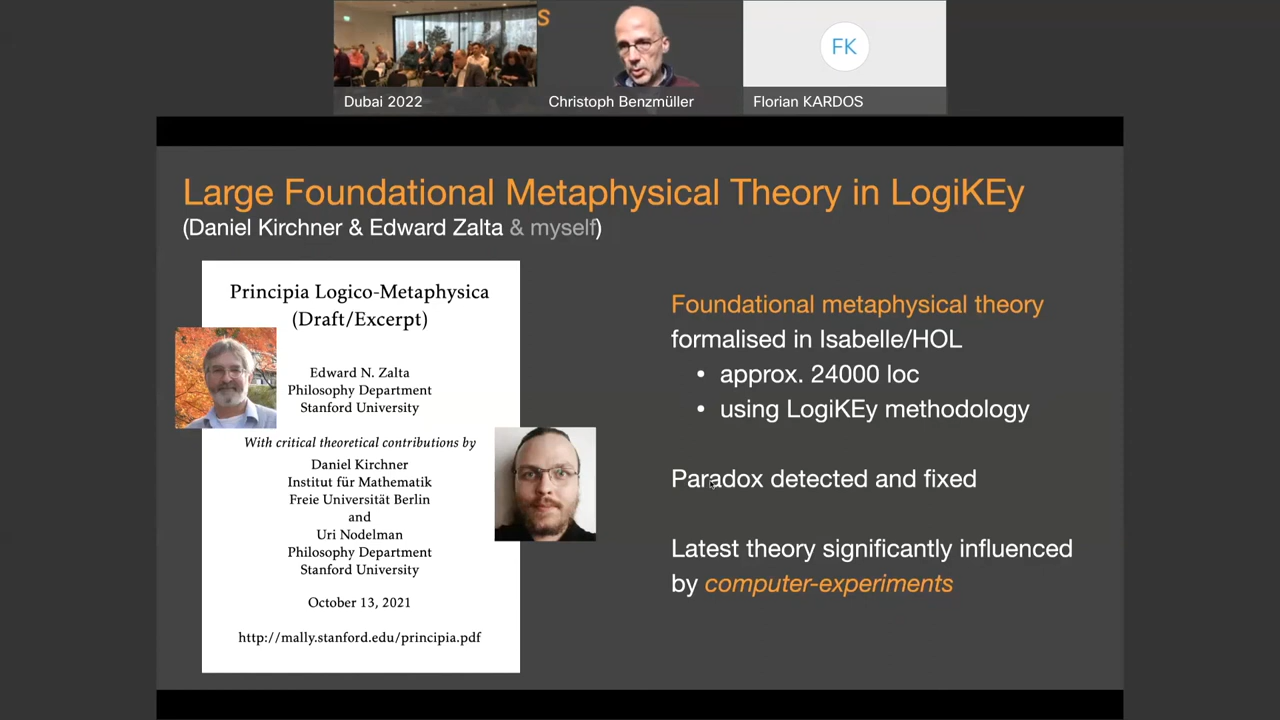 S
Dubai 2022
Christoph Benzmüller
FK
Florian KARDOS
Large Foundational Metaphysical Theory in LogiKEy
(Daniel Kirchner & Edward Zalta & myself)
Principia Logico-Metaphysica
(Draft/Excerpt)
Edward N. Zalta
Philosophy Department
Stanford University
With critical theoretical contributions by
Daniel Kirchner
Institut für Mathematik
Freie Universität Berlin
and
Uri Nodelman
Philosophy Department
Stanford University
October 13, 2021
http://mally.stanford.edu/principia.pdf
Foundational metaphysical theory
formalised in Isabelle/HOL
• approx. 24000 loc
• using LogiKEy methodology
Paradox detected and fixed
Latest theory significantly influenced
by computer-experiments